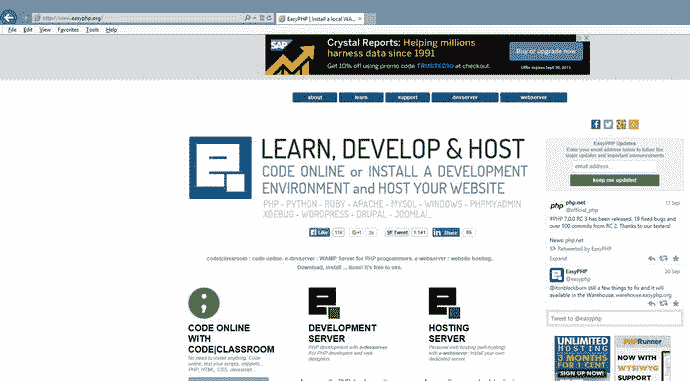 http://www.easyphp.org/
EasyPHP | Install a local WA...
File Edit View Favorites Tools Help
SAP
Crystal Reports: Helping millions
harness data since 1991
Get 10% off using promo code TRUSTED10 at checkout.
Buy or upgrade now
Offer expires Sept 30, 2015
about learn support devserver webserver
LEARN, DEVELOP & HOST
CODE ONLINE or INSTALL A DEVELOPMENT
ENVIRONMENT and HOST YOUR WEBSITE
PHP - PYTHON - RUBY - APACHE - MYSQL - WINDOWS - PHPMYADMIN
XDEBUG - WORDPRESS - DRUPAL - JOOMLA!...
Like G+1 Tweet Share
code|classroom : code online. e-devserver : WAMP Server for PHP programmers. e-webserver : website hosting.
Download, install ... done! It's free to use.
CODE ONLINE
WITH
CODE|CLASSROOM
No need to install anything. Code
online, test your scripts, snippets...
PHP, HTML, CSS, Javascript...
DEVELOPMENT
SERVER
PHP development with e-devserver
for PHP developers and web
designers
HOSTING
SERVER
Personal web hosting (self-hosting)
with e-webserver: Install your own
dedicated server
EasyPHP Updates
Enter your email address below to follow the
major updates and important announcements
email address...
keep me updated!
php.net 17 Sep
@official_php
#PHP 7.0.0 RC 3 has been released. 19 fixed bugs and
over 100 commits from RC 2. Thanks to our testers!
News php.net
Retweeted by EasyPHP
Expand
EasyPHP 20 Sep
@easyphp
still a few things to fix and it will
available in the Warehouse. warehouse.easyphp.org
Tweet to @easyphp
UNLIMITED
HOSTING
3 MONTHS
FOR 1 CENT
SIGN UP NOW!
PHPRunner
NOW WITH
WYSIWYG